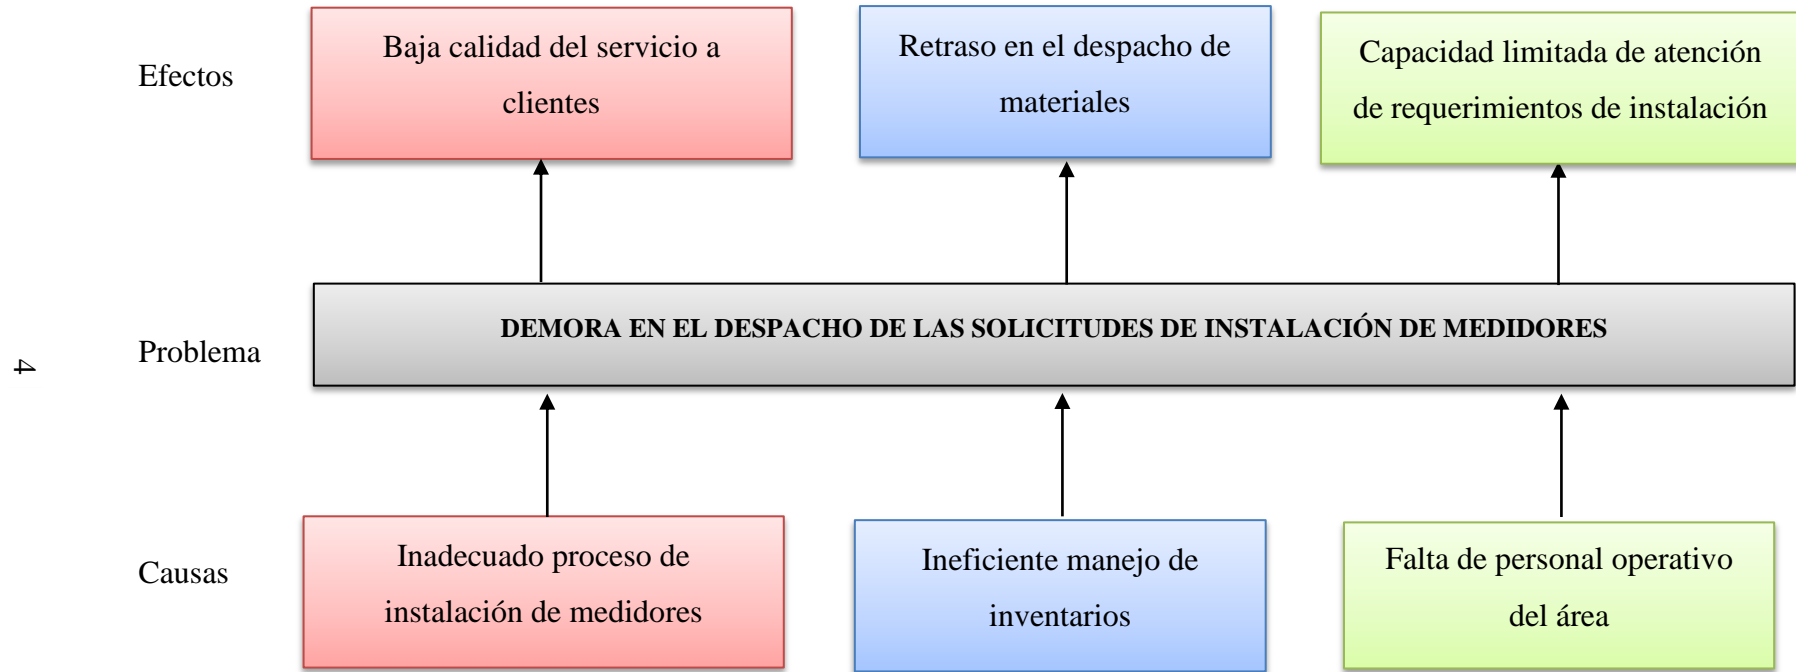 Efectos
Baja calidad del servicio a
clientes
Retraso en el despacho de
materiales
Capacidad limitada de atención
de requerimientos de instalación
Problema
DEMORA EN EL DESPACHO DE LAS SOLICITUDES DE INSTALACIÓN DE MEDIDORES
4
Causas
Inadecuado proceso de
instalación de medidores
Ineficiente manejo de
inventarios
Falta de personal operativo
del área